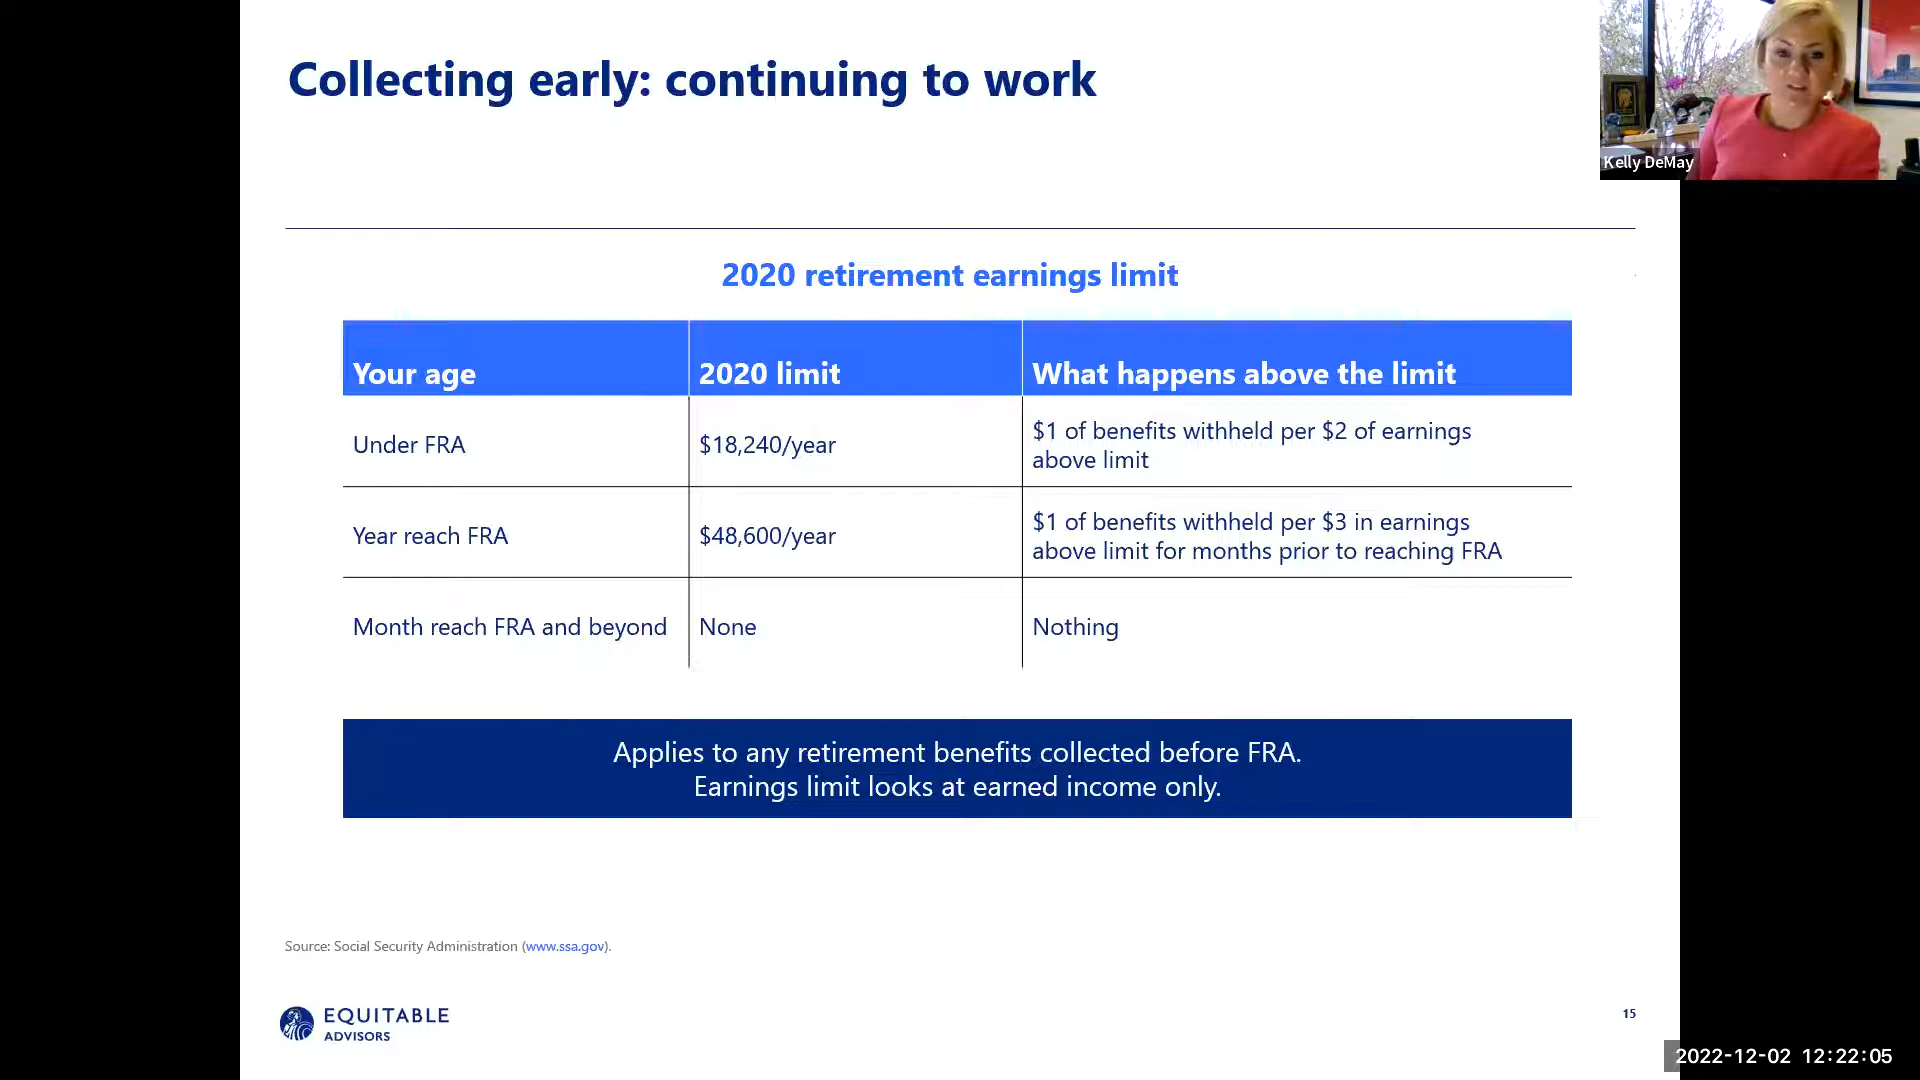 Collecting early: continuing to work
Kelly DeMay
2020 retirement earnings limit
Your age
2020 limit
What happens above the limit
Under FRA
$18,240/year
$1 of benefits withheld per $2 of earnings
above limit
Year reach FRA
$48,600/year
$1 of benefits withheld per $3 in earnings
above limit for months prior to reaching FRA
Month reach FRA and beyond
None
Nothing
Applies to any retirement benefits collected before FRA.
Earnings limit looks at earned income only.
Source: Social Security Administration (www.ssa.gov).
EQUITABLE
ADVISORS
15
2022-12-02 12:22:05